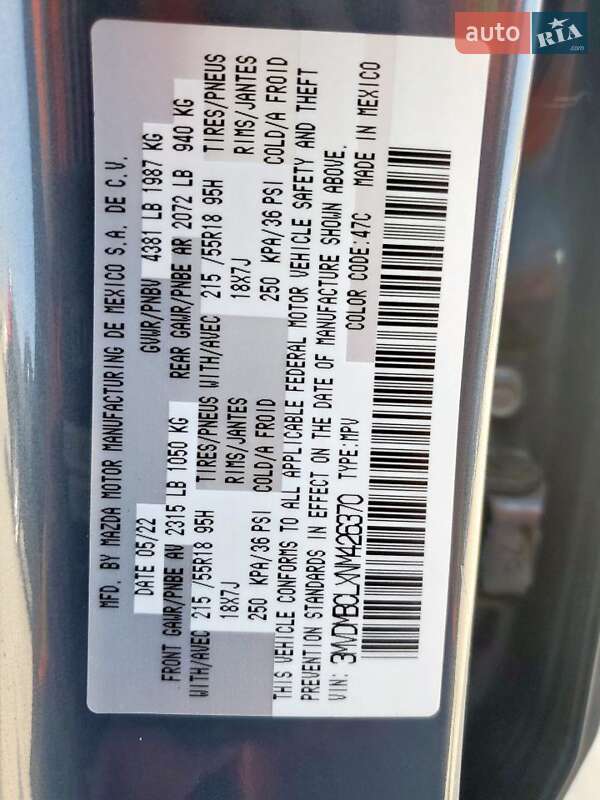 MFD. BY MAZDA MOTOR MANUFACTURING DE MEXICO S.A. DE C.V.
DATE 05/22 GVWR/PNBV 4381 LB 1987 KG
FRONT GAWR/PNBE AV 2315 LB 1050 KG REAR GAWR/PNBE AR 2072 LB 940 KG
WITH/AVEC 215 /55R18 95H TIRES/PNEUS WITH/AVEC 215 /55R18 95H TIRES/PNEUS
18X7J RIMS/JANTES 18X7J RIMS/JANTES
250 KPA/36 PSI COLD/A FROID 250 KPA/36 PSI COLD/A FROID
THIS VEHICLE CONFORMS TO ALL APPLICABLE FEDERAL MOTOR VEHICLE SAFETY AND THEFT
PREVENTION STANDARDS IN EFFECT ON THE DATE OF MANUFACTURE SHOWN ABOVE.
VIN: 3MVDMBCLXNM426370 TYPE:MPV COLOR CODE:47C MADE IN MEXICO
auto RIA.com